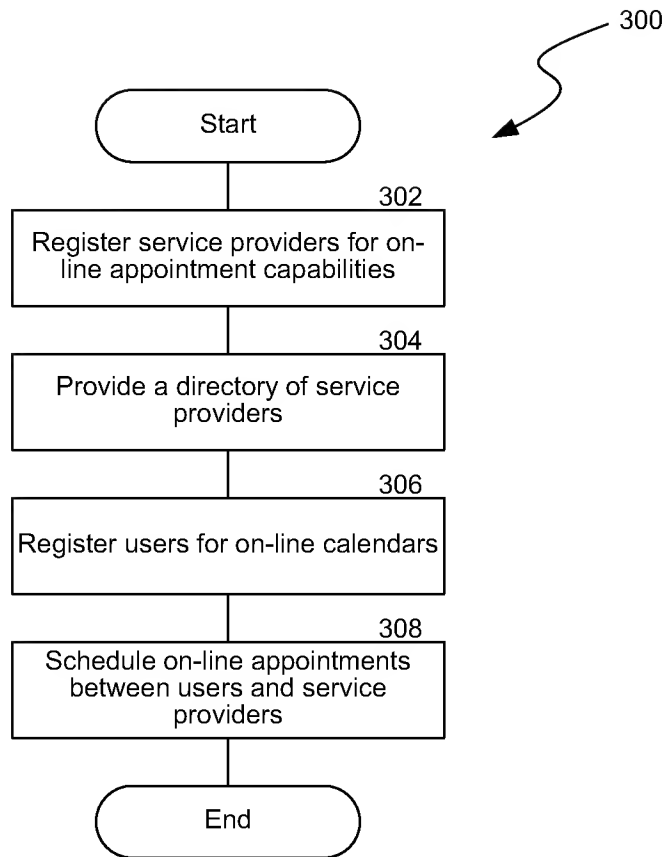 300
Start
302
Register service providers for on-
line appointment capabilities
304
Provide a directory of service
providers
306
Register users for on-line calendars
308
Schedule on-line appointments
between users and service
providers
End